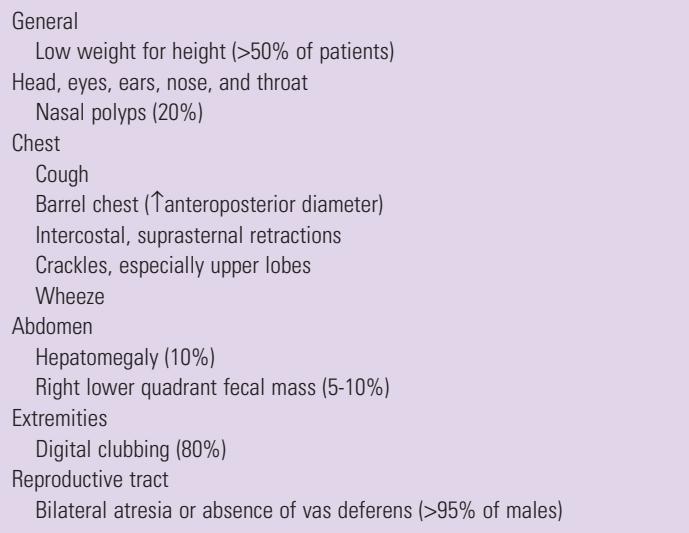 General
Low weight for height (>50% of patients)
Head, eyes, ears, nose, and throat
Nasal polyps (20%)
Chest
Cough
Barrel chest (↑anteroposterior diameter)
Intercostal, suprasternal retractions
Crackles, especially upper lobes
Wheeze
Abdomen
Hepatomegaly (10%)
Right lower quadrant fecal mass (5-10%)
Extremities
Digital clubbing (80%)
Reproductive tract
Bilateral atresia or absence of vas deferens (>95% of males)